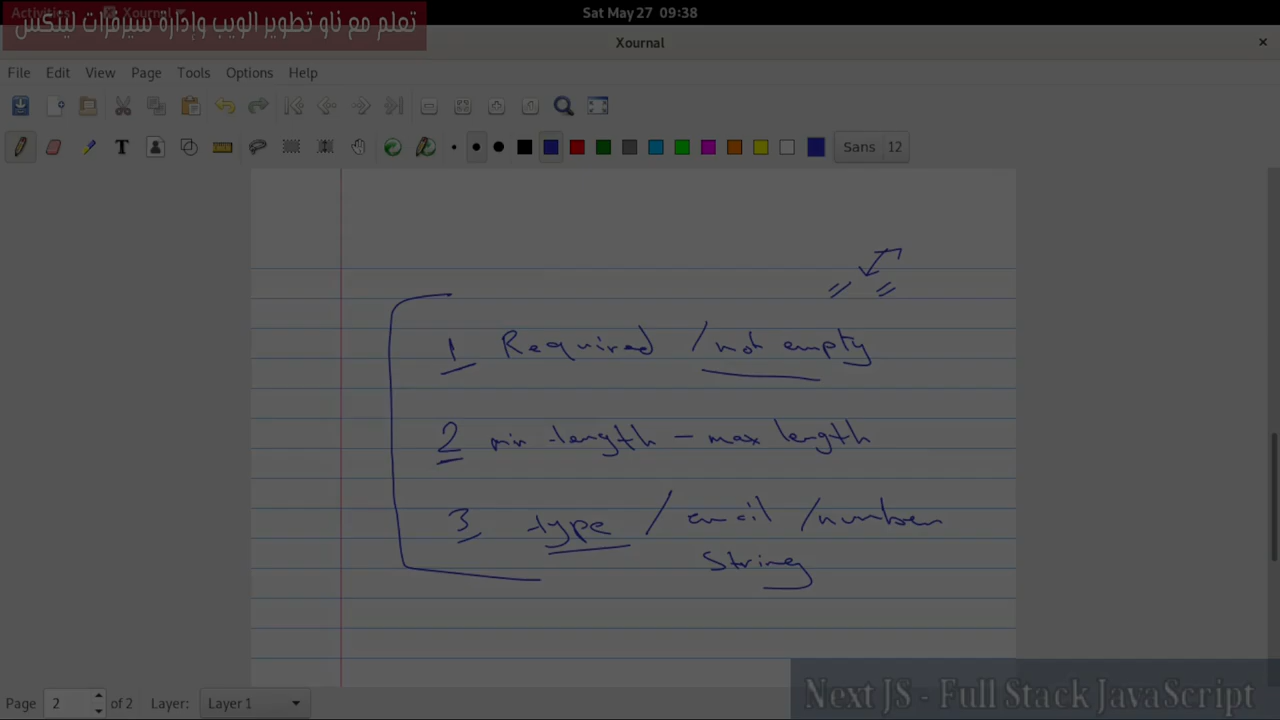 Activities Xournal Sat May 27 09:38
تعلم مع ناو تطوير الويب وإدارة سيرفرات لينكس
Xournal
File Edit View Page Tools Options Help
Sans 12
1 Required / not empty
2 min length - max length
3 type / email / number
String
Page 2 of 2 Layer: Layer 1
Next JS - Full Stack JavaScript